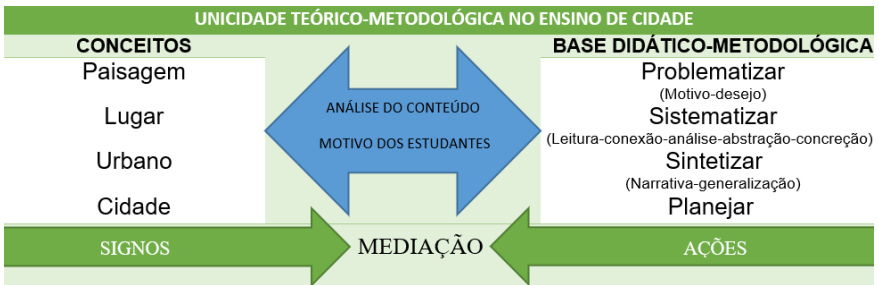 UNICIDADE TEÓRICO-METODOLÓGICA NO ENSINO DE CIDADE
CONCEITOS
Paisagem
Lugar
Urbano
Cidade
ANÁLISE DO CONTEÚDO
MOTIVO DOS ESTUDANTES
BASE DIDÁTICO-METODOLÓGICA
Problematizar
(Motivo-desejo)
Sistematizar
(Leitura-conexão-análise-abstração-concreção)
Sintetizar
(Narrativa-generalização)
Planejar
SIGNOS
MEDIAÇÃO
AÇÕES